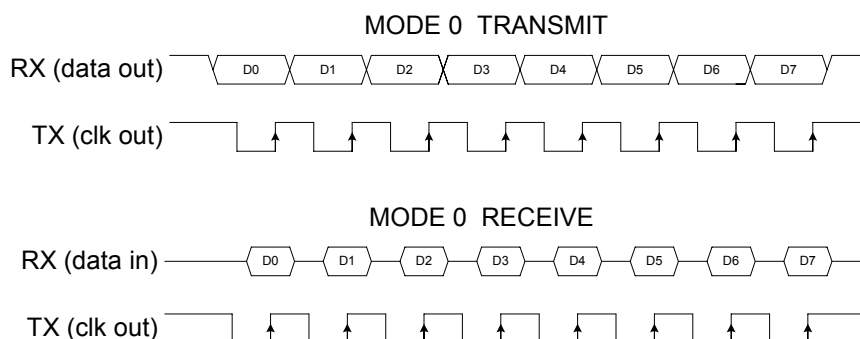 MODE 0 TRANSMIT
RX (data out) D0 D1 D2 D3 D4 D5 D6 D7
TX (clk out)
MODE 0 RECEIVE
RX (data in) D0 D1 D2 D3 D4 D5 D6 D7
TX (clk out)